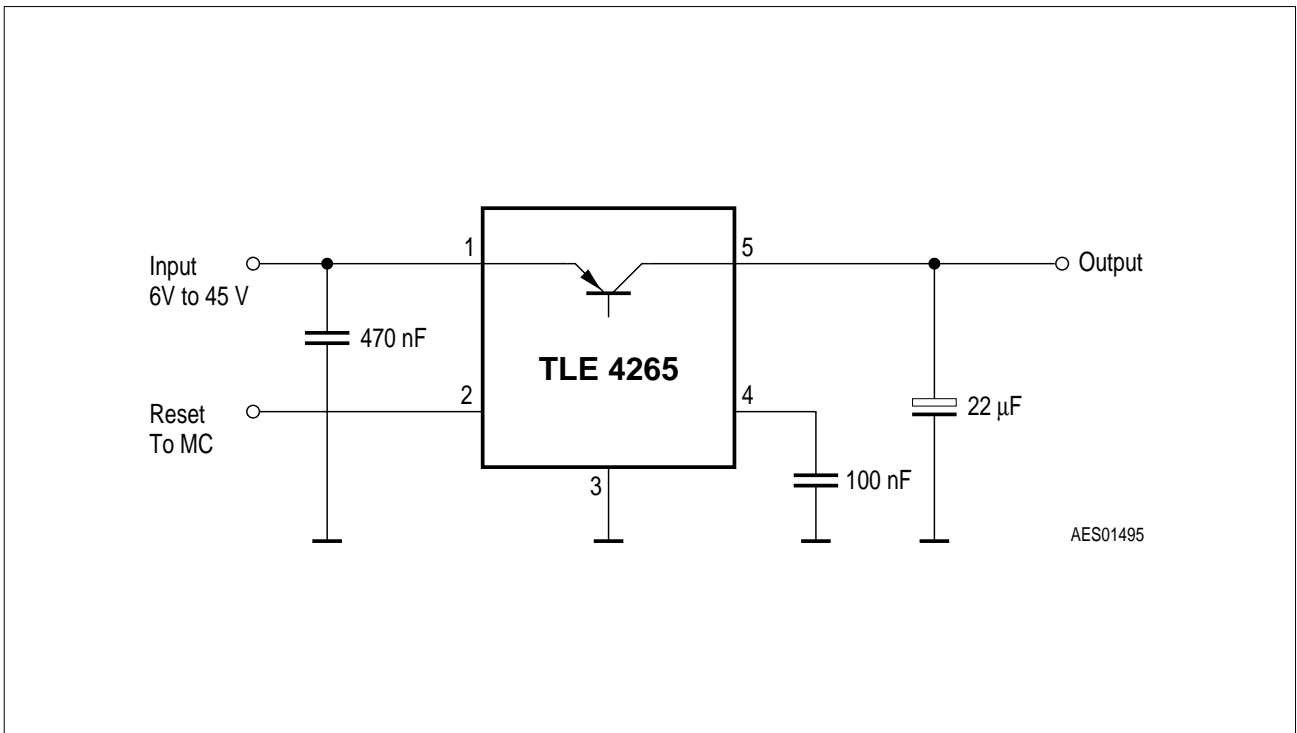 Input
6V to 45 V
1
5
Output
470 nF
TLE 4265
Reset
To MC
2
4
22 μF
3
100 nF
AES01495